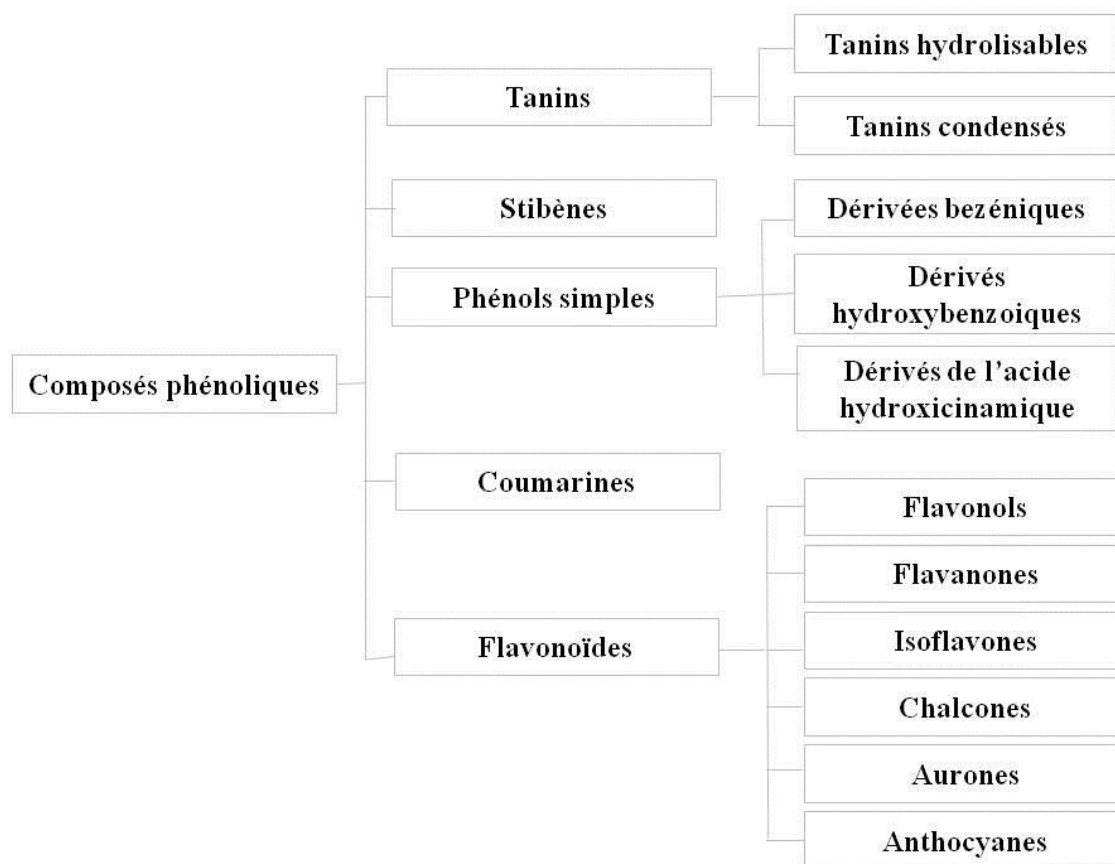 Composés phénoliques
Tanins
Tanins hydrolisables
Tanins condensés
Stibènes
Phénols simples
Dérivées bezéniques
Dérivés
hydroxybenzoiques
Dérivés de l’acide
hydroxicinamique
Coumarines
Flavonoïdes
Flavonols
Flavanones
Isoflavones
Chalcones
Aurones
Anthocyanes